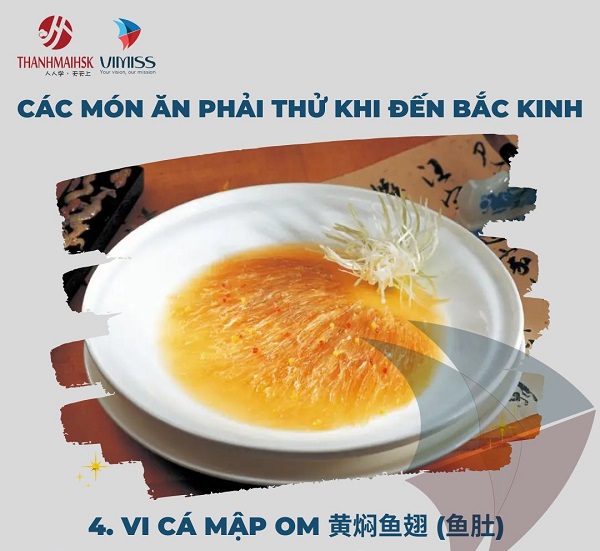 THANHMAIHSK
人人学 · 天天上
VIMISS
Your vision, our mission
CÁC MÓN ĂN PHẢI THỬ KHI ĐẾN BẮC KINH
汪
4. VI CÁ MẬP OM 黄焖鱼翅 (鱼肚)